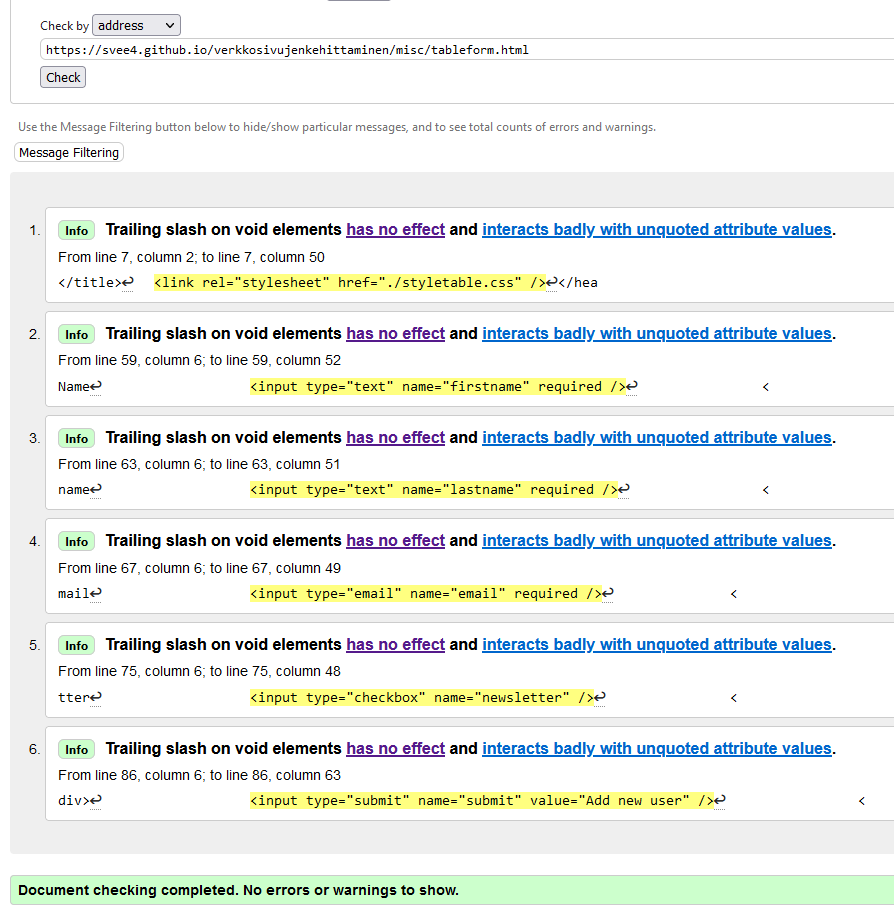 Check by address
https://svee4.github.io/verkkosivujenkehittaminen/misc/tableform.html
Check
Use the Message Filtering button below to hide/show particular messages, and to see total counts of errors and warnings.
Message Filtering
1. Info Trailing slash on void elements has no effect and interacts badly with unquoted attribute values.
From line 7, column 2; to line 7, column 50
</title>↩ <link rel="stylesheet" href="./styletable.css" />↩</hea
2. Info Trailing slash on void elements has no effect and interacts badly with unquoted attribute values.
From line 59, column 6; to line 59, column 52
Name↩ <input type="text" name="firstname" required />↩ <
3. Info Trailing slash on void elements has no effect and interacts badly with unquoted attribute values.
From line 63, column 6; to line 63, column 51
name↩ <input type="text" name="lastname" required />↩ <
4. Info Trailing slash on void elements has no effect and interacts badly with unquoted attribute values.
From line 67, column 6; to line 67, column 49
mail↩ <input type="email" name="email" required />↩ <
5. Info Trailing slash on void elements has no effect and interacts badly with unquoted attribute values.
From line 75, column 6; to line 75, column 48
tter↩ <input type="checkbox" name="newsletter" />↩ <
6. Info Trailing slash on void elements has no effect and interacts badly with unquoted attribute values.
From line 86, column 6; to line 86, column 63
div>↩ <input type="submit" name="submit" value="Add new user" />↩ <
Document checking completed. No errors or warnings to show.